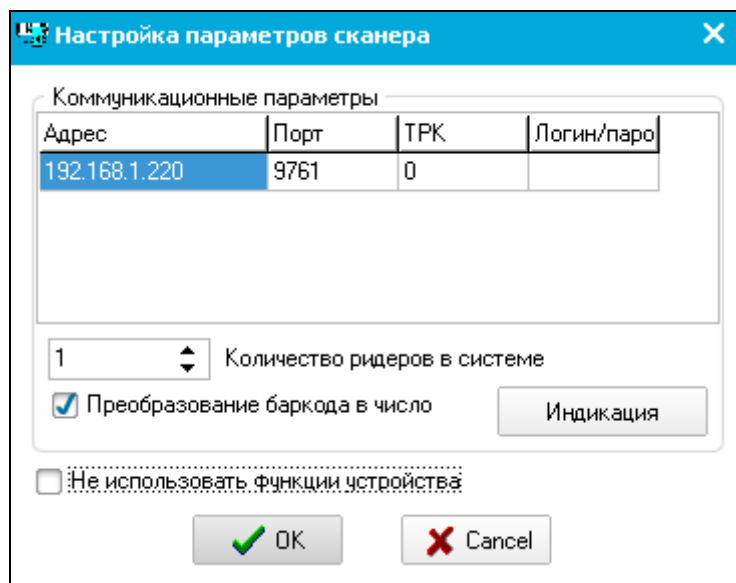 Настройка параметров сканера
Коммуникационные параметры
Адрес Порт ТРК Логин/паро
192.168.1.220 9761 0
1 Количество ридеров в системе
Преобразование баркода в число Индикация
Не использовать функции устройства
OK Cancel